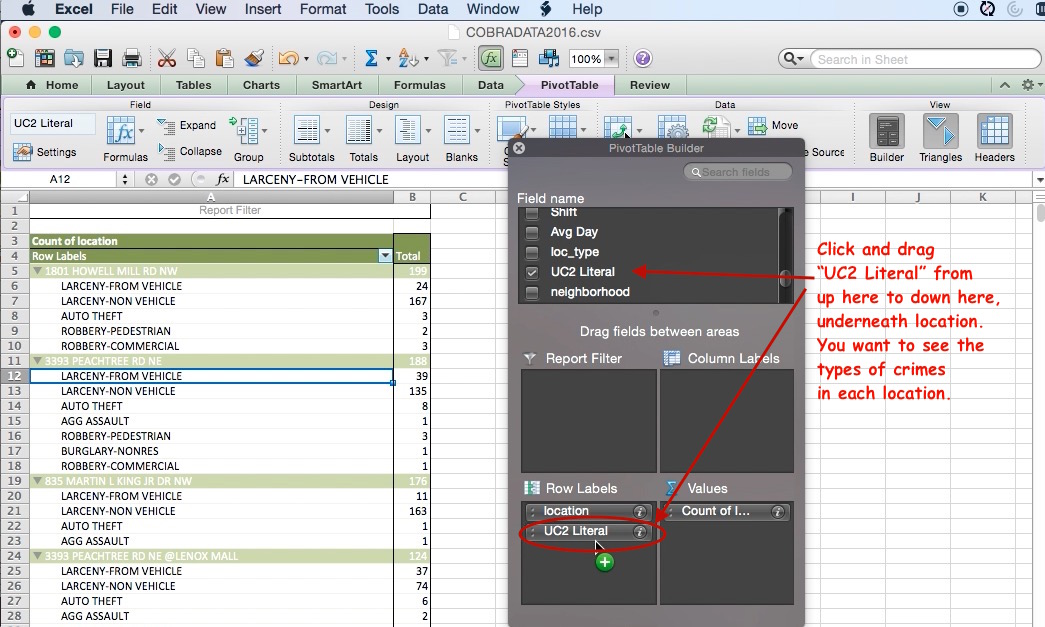 Excel File Edit View Insert Format Tools Data Window Help
COBRADATA2016.csv
100% Search in Sheet
Home Layout Tables Charts SmartArt Formulas Data PivotTable Review
Field Design PivotTable Styles Data View
UC2 Literal Expand Move
Settings Formulas Collapse Group Subtotals Totals Layout Blanks Source Builder Triangles Headers
A12 fx LARCENY-FROM VEHICLE
A B C I J K
1 Report Filter
2
3 Count of location
4 Row Labels Total
5 1801 HOWELL MILL RD NW 199
6 LARCENY-FROM VEHICLE 24
7 LARCENY-NON VEHICLE 167
8 AUTO THEFT 3
9 ROBBERY-PEDESTRIAN 2
10 ROBBERY-COMMERCIAL 3
11 3393 PEACHTREE RD NE 188
12 LARCENY-FROM VEHICLE 39
13 LARCENY-NON VEHICLE 135
14 AUTO THEFT 8
15 AGG ASSAULT 1
16 ROBBERY-PEDESTRIAN 3
17 BURGLARY-NONRES 1
18 ROBBERY-COMMERCIAL 1
19 835 MARTIN L KING JR DR NW 176
20 LARCENY-FROM VEHICLE 11
21 LARCENY-NON VEHICLE 163
22 AUTO THEFT 1
23 AGG ASSAULT 1
24 3393 PEACHTREE RD NE @LENOX MALL 124
25 LARCENY-FROM VEHICLE 37
26 LARCENY-NON VEHICLE 74
27 AUTO THEFT 6
28 AGG ASSAULT 2
PivotTable Builder
Search fields
Field name
Shift
Avg Day
loc_type
UC2 Literal
neighborhood
Drag fields between areas
Report Filter Column Labels
Row Labels Values
location Count of l...
UC2 Literal
Click and drag
“UC2 Literal” from
up here to down here,
underneath location.
You want to see the
types of crimes
in each location.